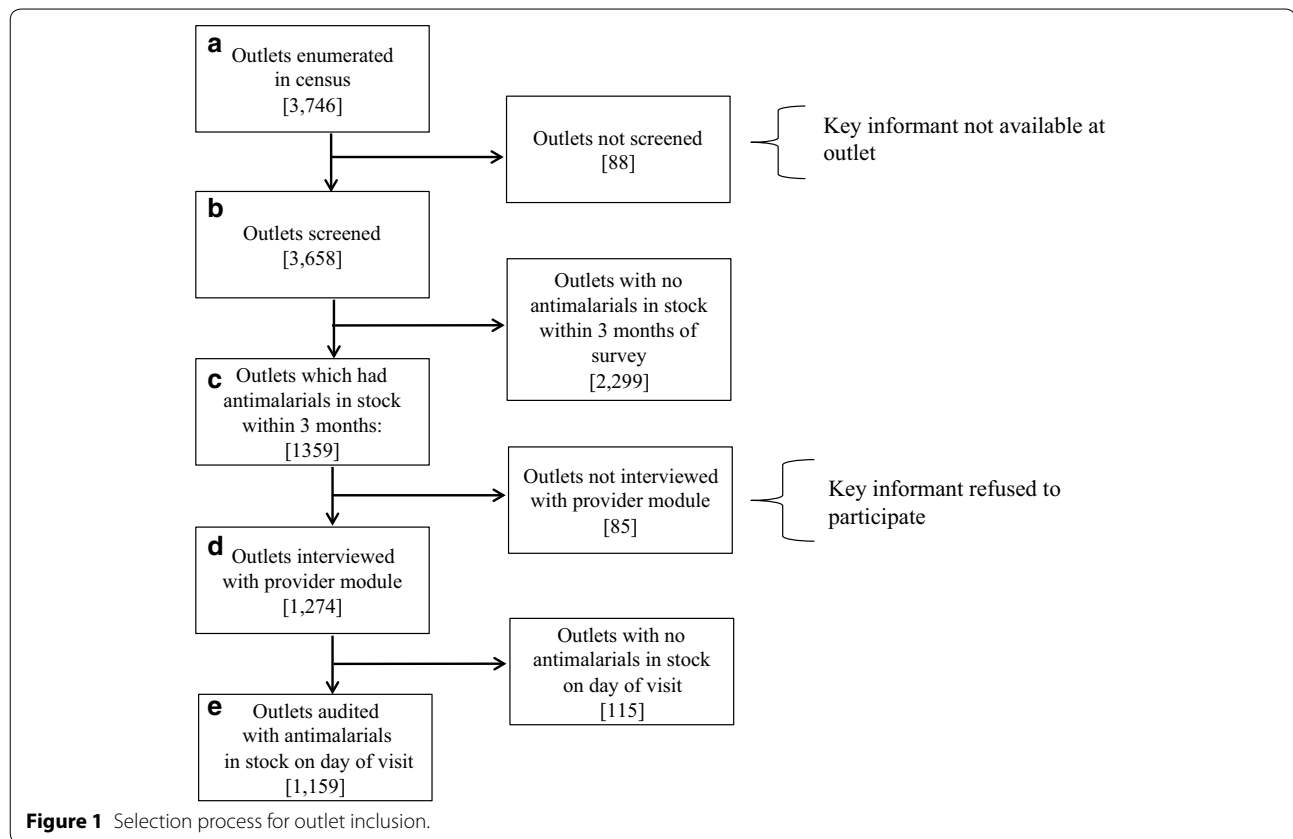 a
Outlets enumerated
in census
[3,746]
Outlets not screened
[88]
Key informant not available at
outlet
b
Outlets screened
[3,658]
Outlets with no
antimalarials in stock
within 3 months of
survey
[2,299]
c
Outlets which had
antimalarials in stock
within 3 months:
[1359]
Outlets not interviewed
with provider module
[85]
Key informant refused to
participate
d
Outlets interviewed
with provider module
[1,274]
Outlets with no
antimalarials in stock
on day of visit
[115]
e
Outlets audited
with antimalarials
in stock on day of visit
[1,159]
Figure 1 Selection process for outlet inclusion.